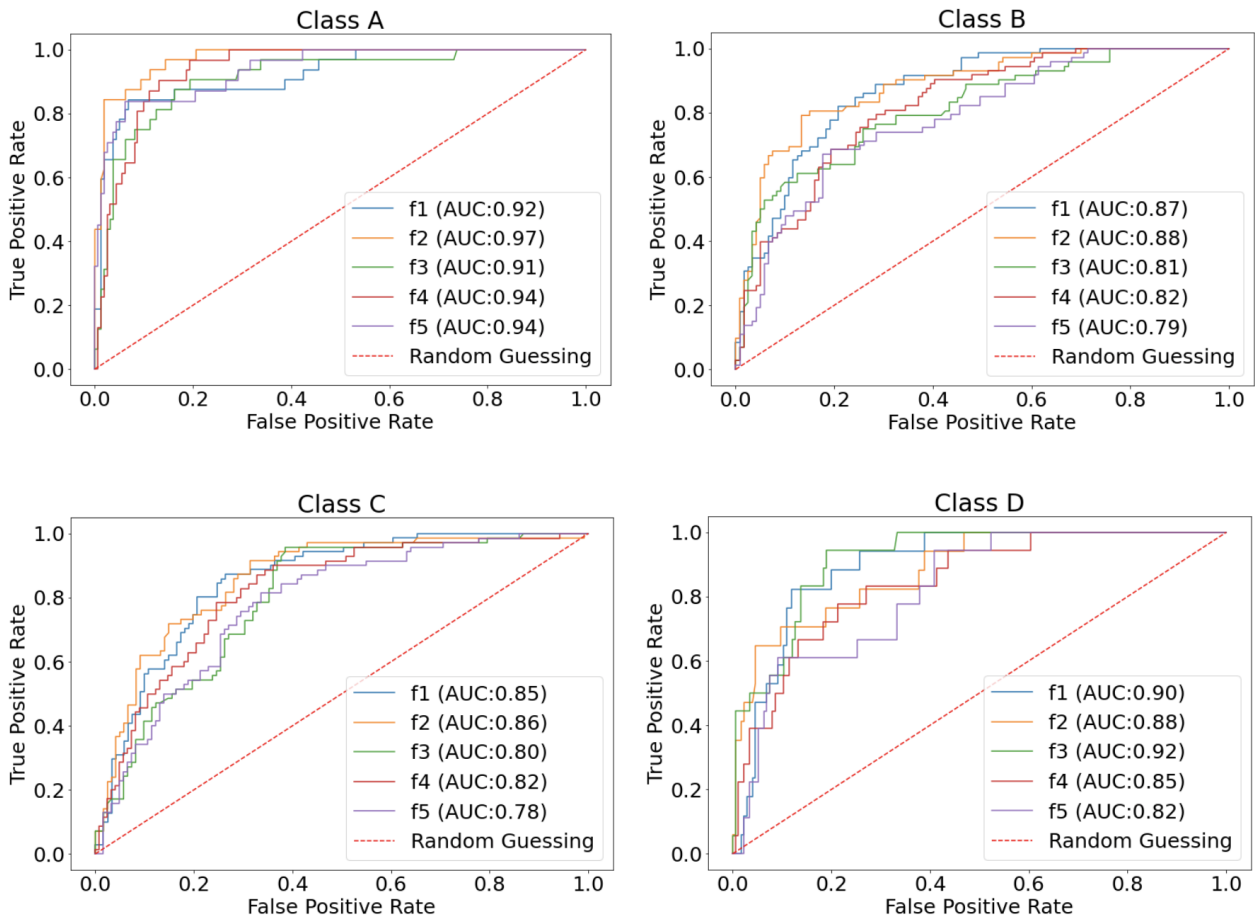 Class A
True Positive Rate
1.0
0.8
0.6
0.4
0.2
0.0
f1 (AUC:0.92)
f2 (AUC:0.97)
f3 (AUC:0.91)
f4 (AUC:0.94)
f5 (AUC:0.94)
Random Guessing
0.0 0.2 0.4 0.6 0.8 1.0
False Positive Rate
Class B
True Positive Rate
1.0
0.8
0.6
0.4
0.2
0.0
f1 (AUC:0.87)
f2 (AUC:0.88)
f3 (AUC:0.81)
f4 (AUC:0.82)
f5 (AUC:0.79)
Random Guessing
0.0 0.2 0.4 0.6 0.8 1.0
False Positive Rate
Class C
True Positive Rate
1.0
0.8
0.6
0.4
0.2
0.0
f1 (AUC:0.85)
f2 (AUC:0.86)
f3 (AUC:0.80)
f4 (AUC:0.82)
f5 (AUC:0.78)
Random Guessing
0.0 0.2 0.4 0.6 0.8 1.0
False Positive Rate
Class D
True Positive Rate
1.0
0.8
0.6
0.4
0.2
0.0
f1 (AUC:0.90)
f2 (AUC:0.88)
f3 (AUC:0.92)
f4 (AUC:0.85)
f5 (AUC:0.82)
Random Guessing
0.0 0.2 0.4 0.6 0.8 1.0
False Positive Rate